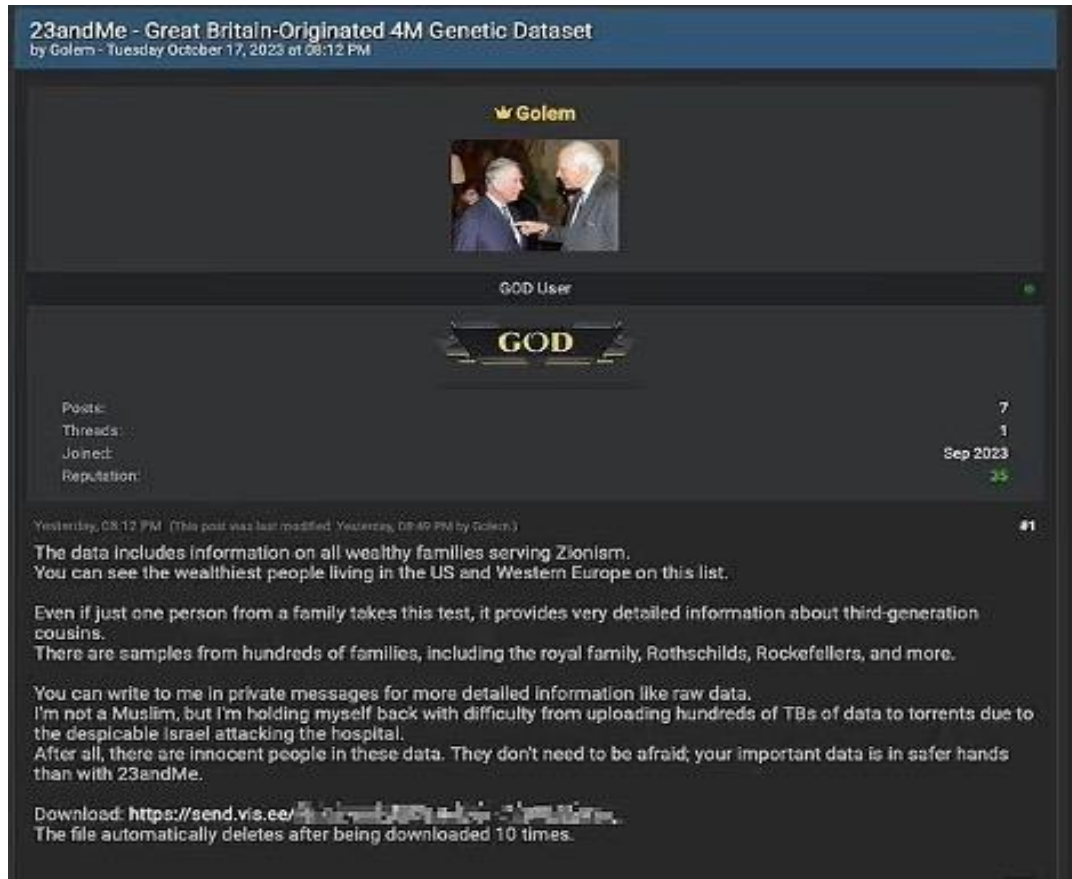 23andMe - Great Britain-Originated 4M Genetic Dataset
by Golem - Tuesday October 17, 2023 at 08:12 PM
Golem
GOD User
GOD
Posts: 7
Threads: 1
Joined: Sep 2023
Reputation: 35
Yesterday, 08:12 PM (This post was last modified: Yesterday, 08:49 PM by Golem.) #1
The data includes information on all wealthy families serving Zionism.
You can see the wealthiest people living in the US and Western Europe on this list.
Even if just one person from a family takes this test, it provides very detailed information about third-generation
cousins.
There are samples from hundreds of families, including the royal family, Rothschilds, Rockefellers, and more.
You can write to me in private messages for more detailed information like raw data.
I'm not a Muslim, but I'm holding myself back with difficulty from uploading hundreds of TBs of data to torrents due to
the despicable Israel attacking the hospital.
After all, there are innocent people in these data. They don't need to be afraid; your important data is in safer hands
than with 23andMe.
Download: https://send.vis.ee/
The file automatically deletes after being downloaded 10 times.